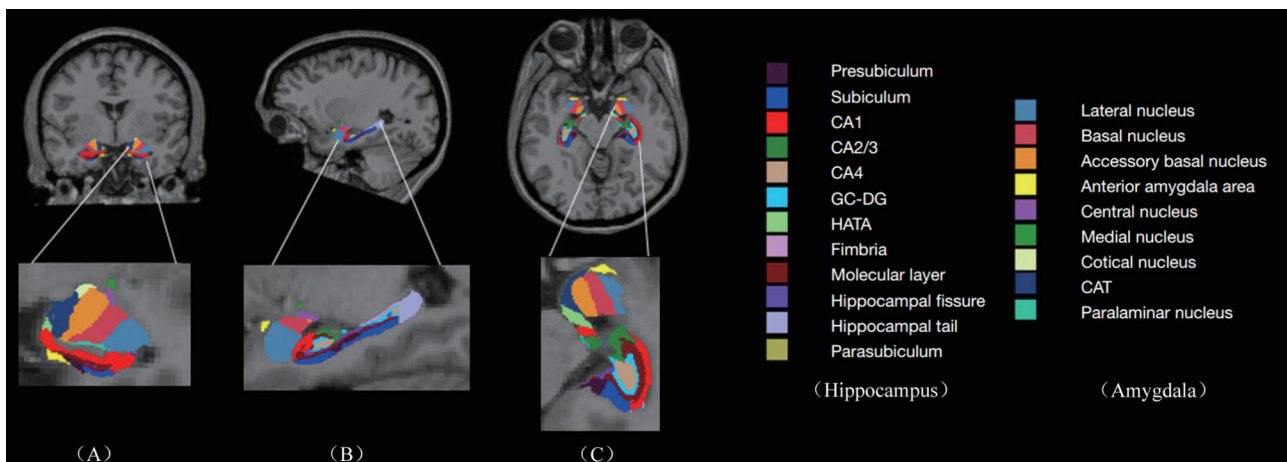 Presubiculum
Subiculum
CA1
CA2/3
CA4
GC-DG
HATA
Fimbria
Molecular layer
Hippocampal fissure
Hippocampal tail
Parasubiculum
（Hippocampus）
Lateral nucleus
Basal nucleus
Accessory basal nucleus
Anterior amygdala area
Central nucleus
Medial nucleus
Cotical nucleus
CAT
Paralaminar nucleus
（Amygdala）
（A）
（B）
（C）